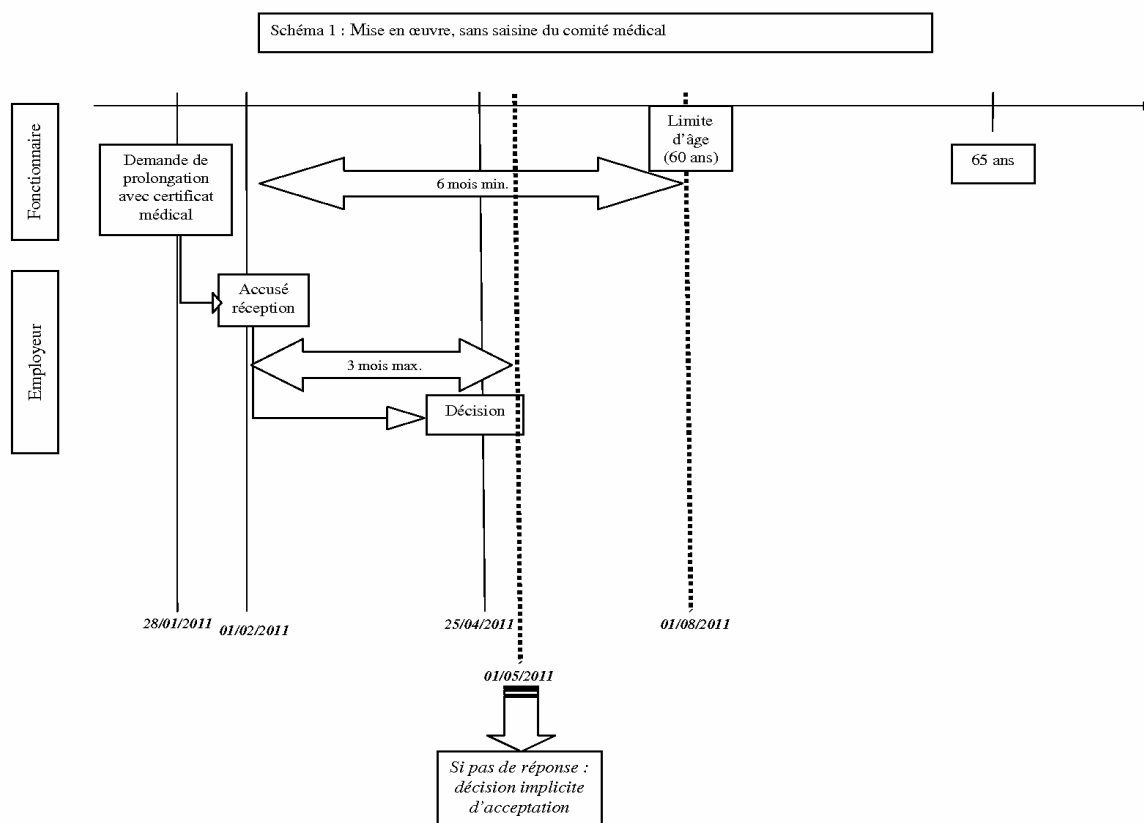 Schéma 1 : Mise en œuvre, sans saisine du comité médical
Fonctionnaire
Demande de
prolongation
avec certificat
médical
6 mois min.
Limite
d'âge
(60 ans)
65 ans
Employeur
Accusé
réception
3 mois max.
Décision
28/01/2011
01/02/2011
25/04/2011
01/08/2011
01/05/2011
Si pas de réponse :
décision implicite
d'acceptation